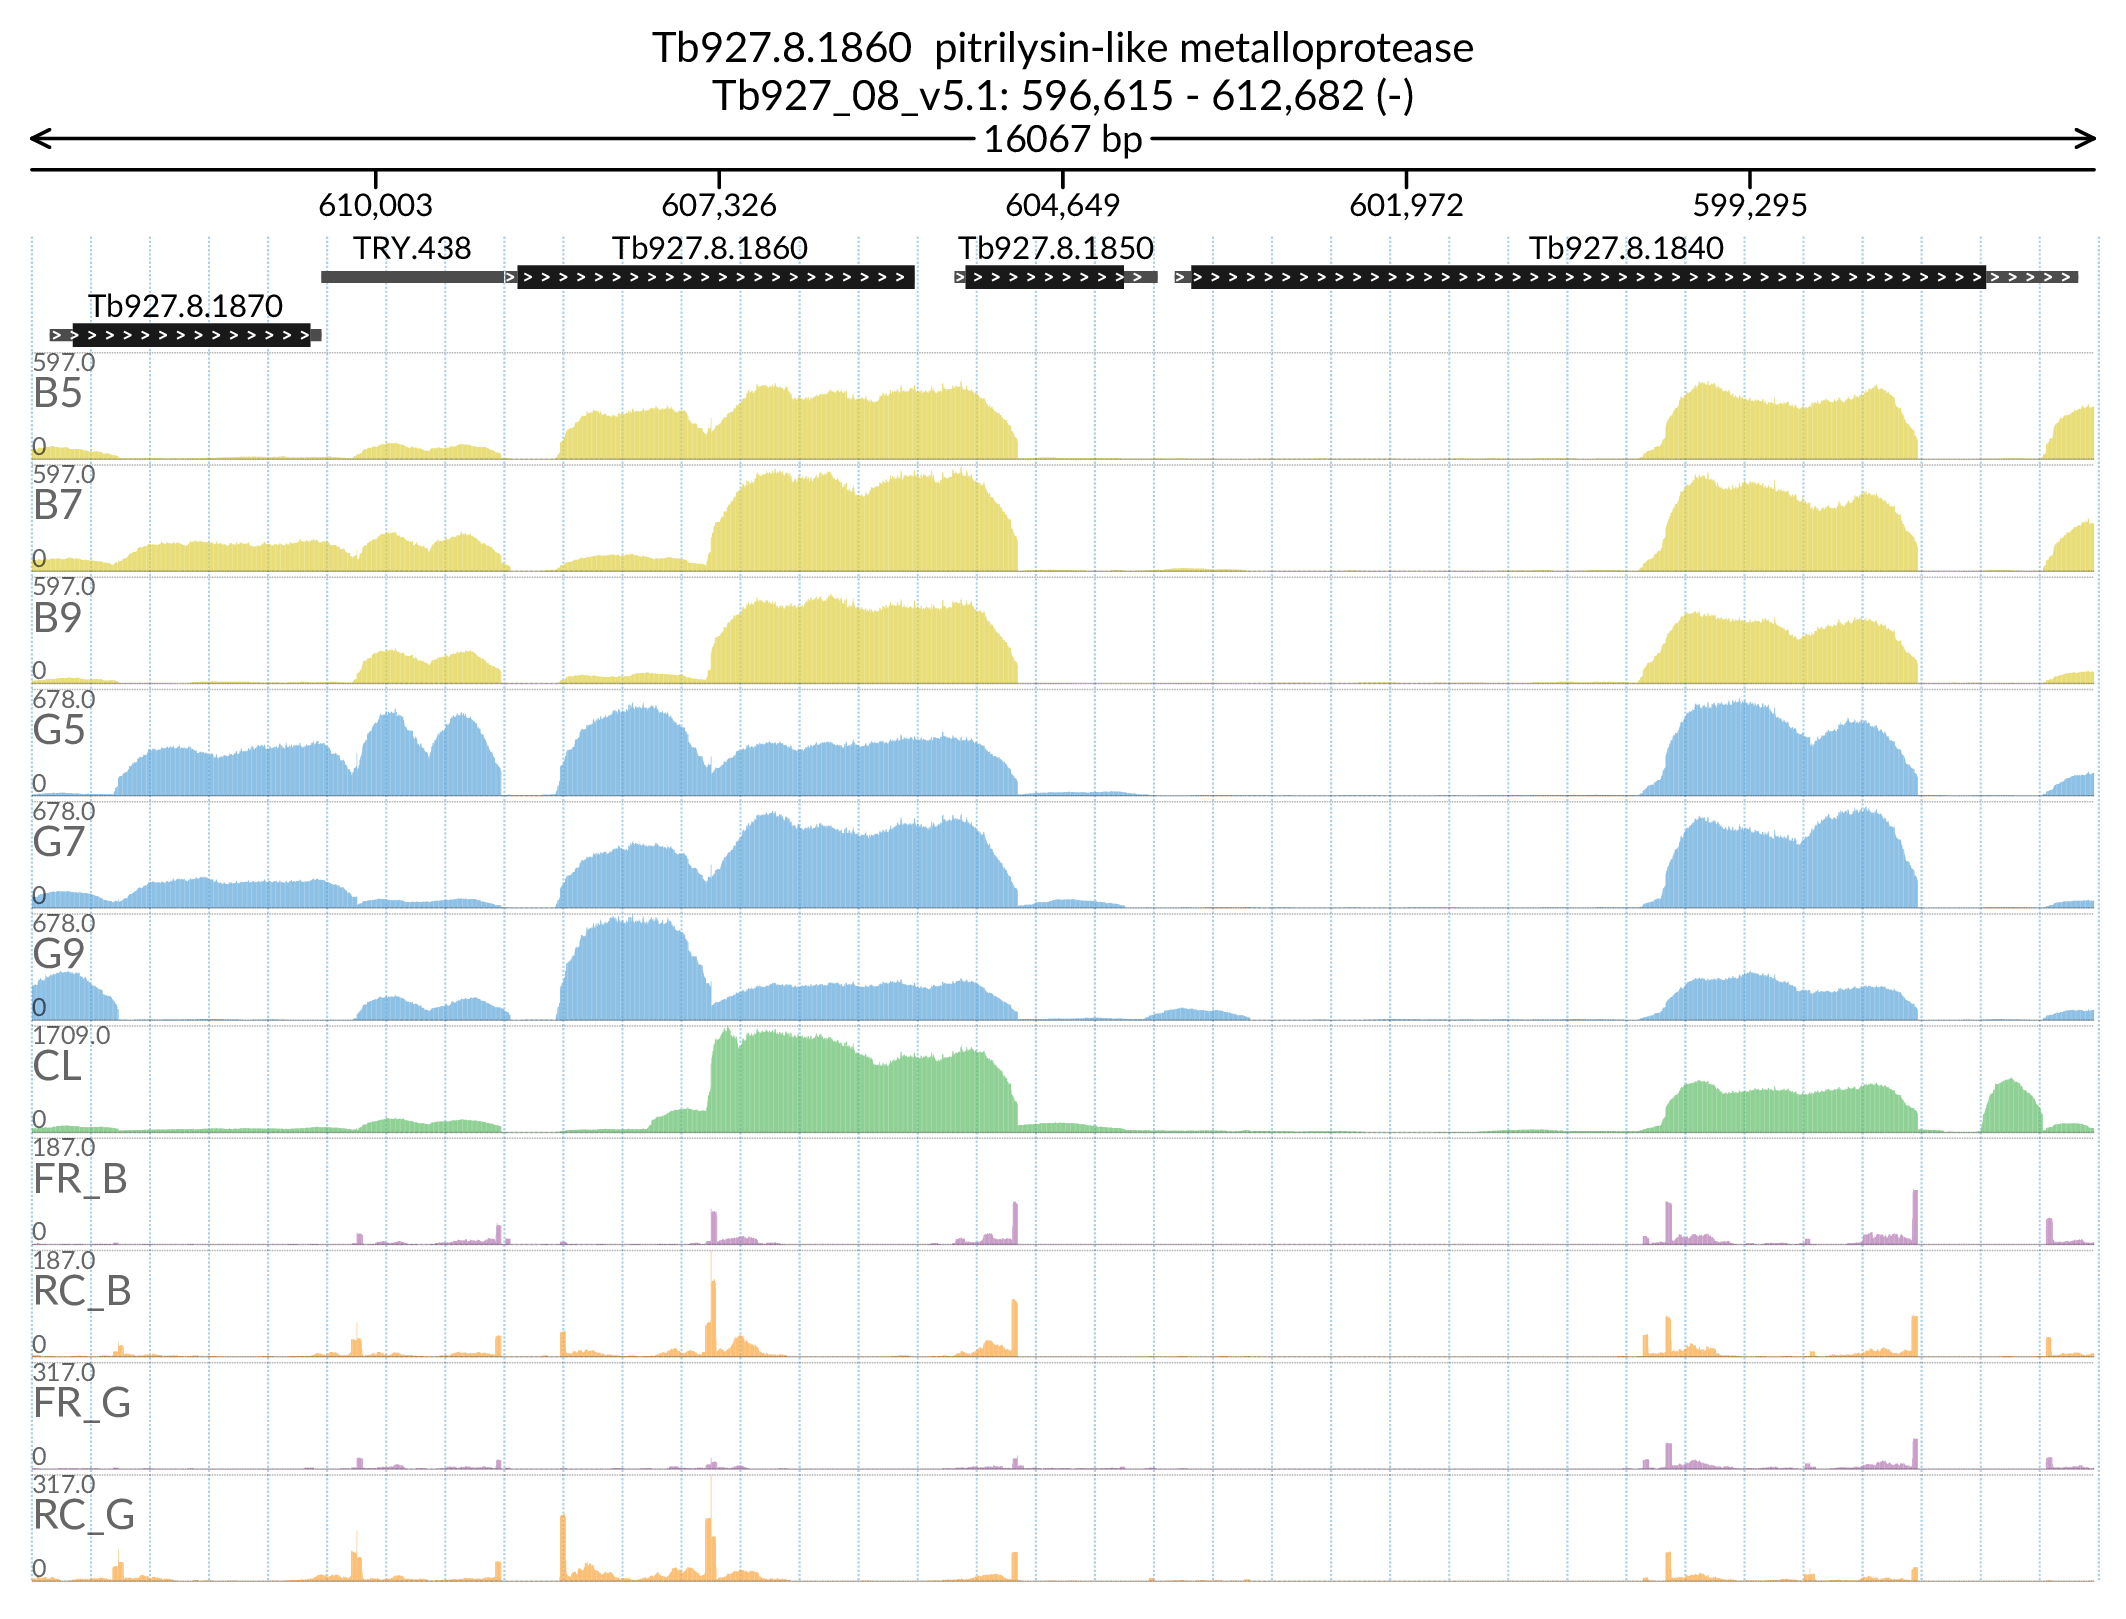 Tb927.8.1860  pitrilysin-like metalloprotease
Tb927_08_v5.1: 596,615 - 612,682 (-)
16067 bp
610,003 607,326 604,649 601,972 599,295
TRY.438 Tb927.8.1860 Tb927.8.1850 Tb927.8.1840
Tb927.8.1870
597.0
B5
0
597.0
B7
0
597.0
B9
0
678.0
G5
0
678.0
G7
0
678.0
G9
0
1709.0
CL
0
187.0
FR_B
0
187.0
RC_B
0
317.0
FR_G
0
317.0
RC_G
0